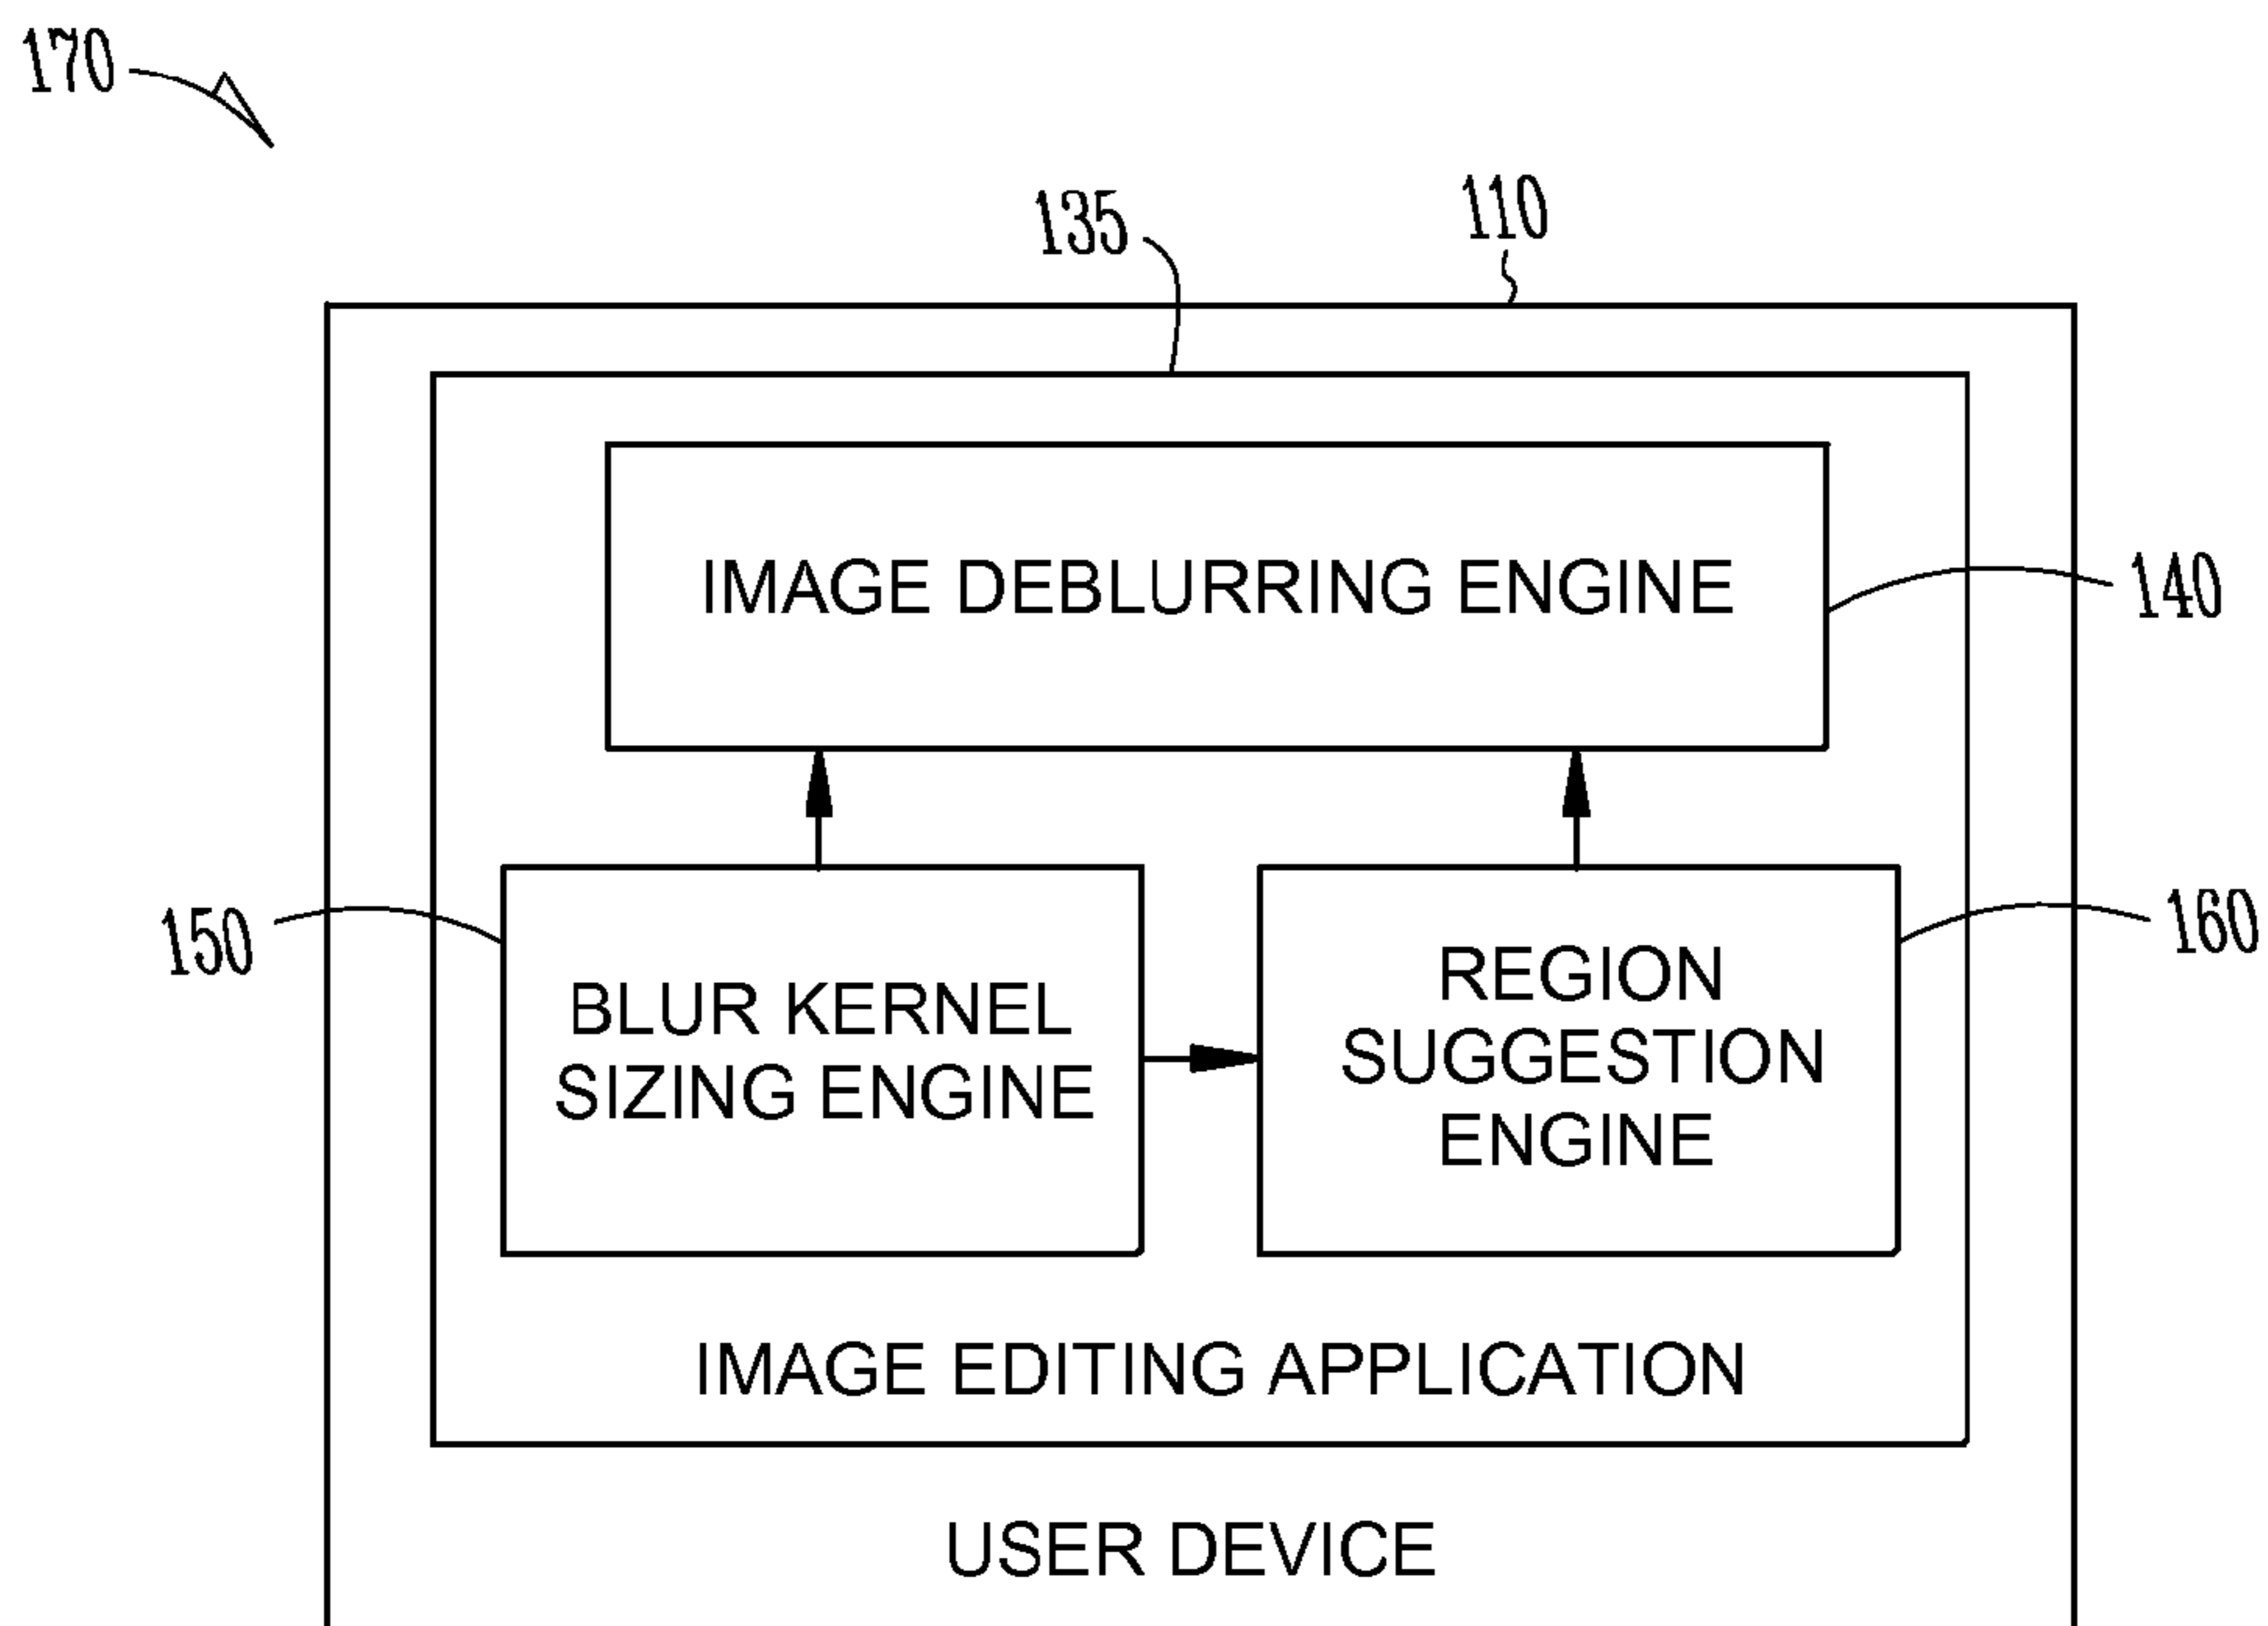 170
135
110
IMAGE DEBLURRING ENGINE
140
150
BLUR KERNEL
SIZING ENGINE
REGION
SUGGESTION
ENGINE
160
IMAGE EDITING APPLICATION
USER DEVICE